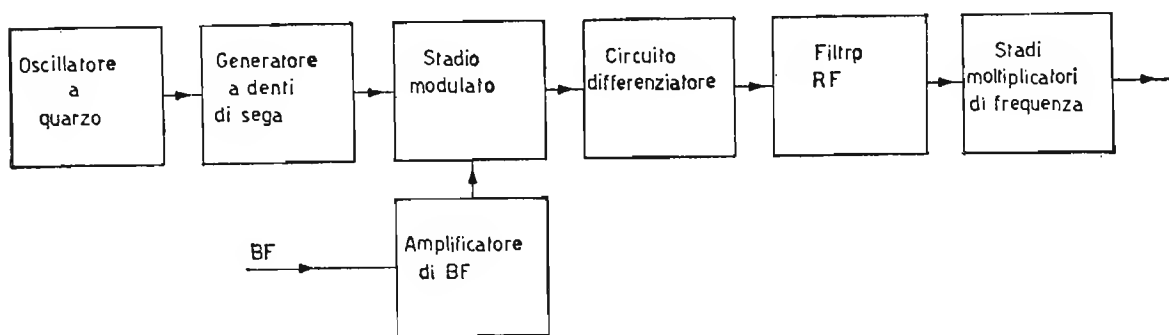 Oscillatore
a
quarzo
Generatore
a denti
di sega
Stadio
modulato
Circuito
differenziatore
Filtrp
RF
Stadi
moltiplicatori
di frequenza
BF
Amplificatore
di BF